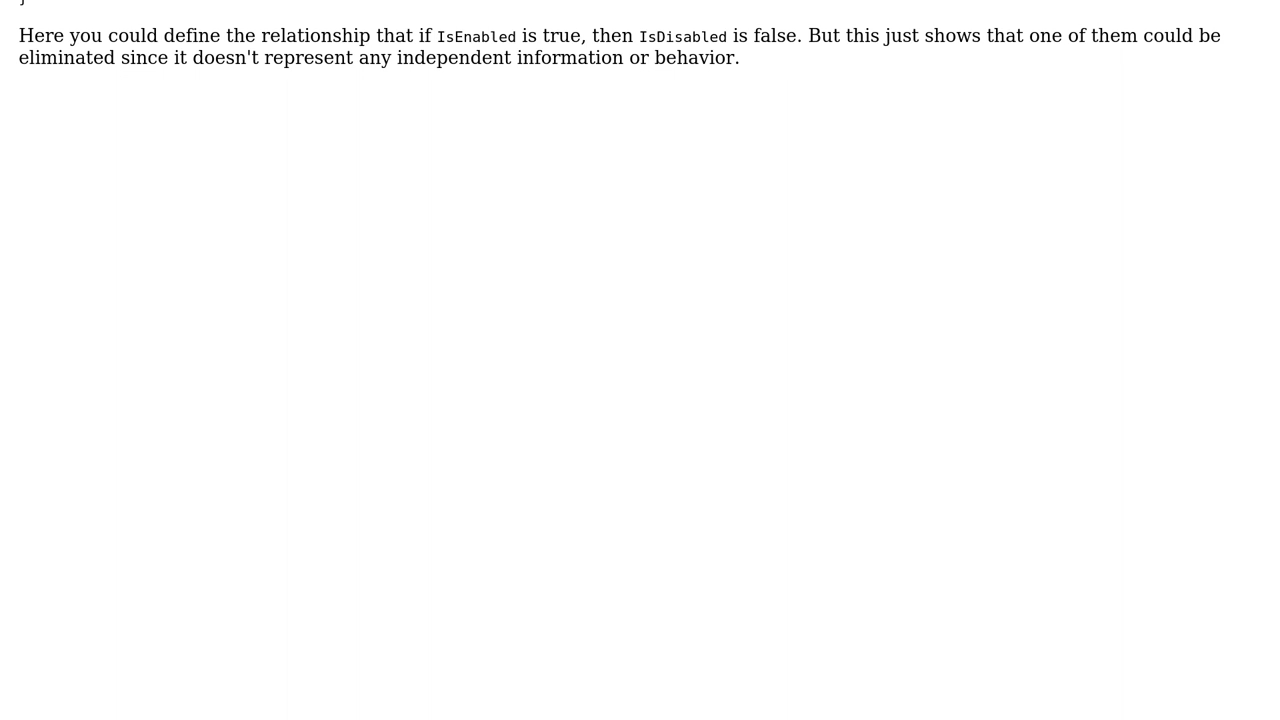 }
Here you could define the relationship that if IsEnabled is true, then IsDisabled is false. But this just shows that one of them could be
eliminated since it doesn't represent any independent information or behavior.